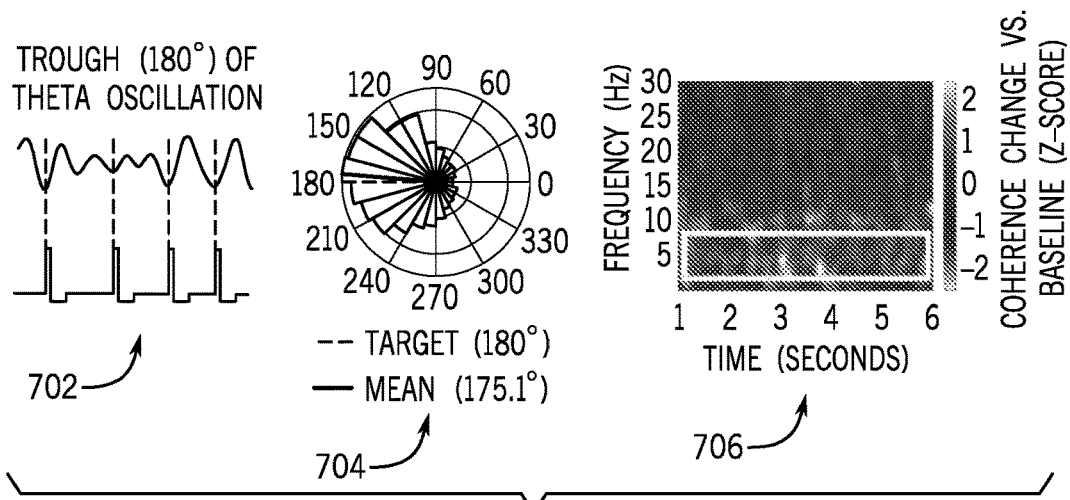 TROUGH (180°) OF
THETA OSCILLATION
702
90
120
60
150
30
180
0
210
330
240
300
270
TARGET (180°)
MEAN (175.1°)
704
FREQUENCY (Hz)
30
25
20
15
10
5
1 2 3 4 5 6
TIME (SECONDS)
2
1
0
-1
-2
COHERENCE CHANGE VS.
BASELINE (Z-SCORE)
706